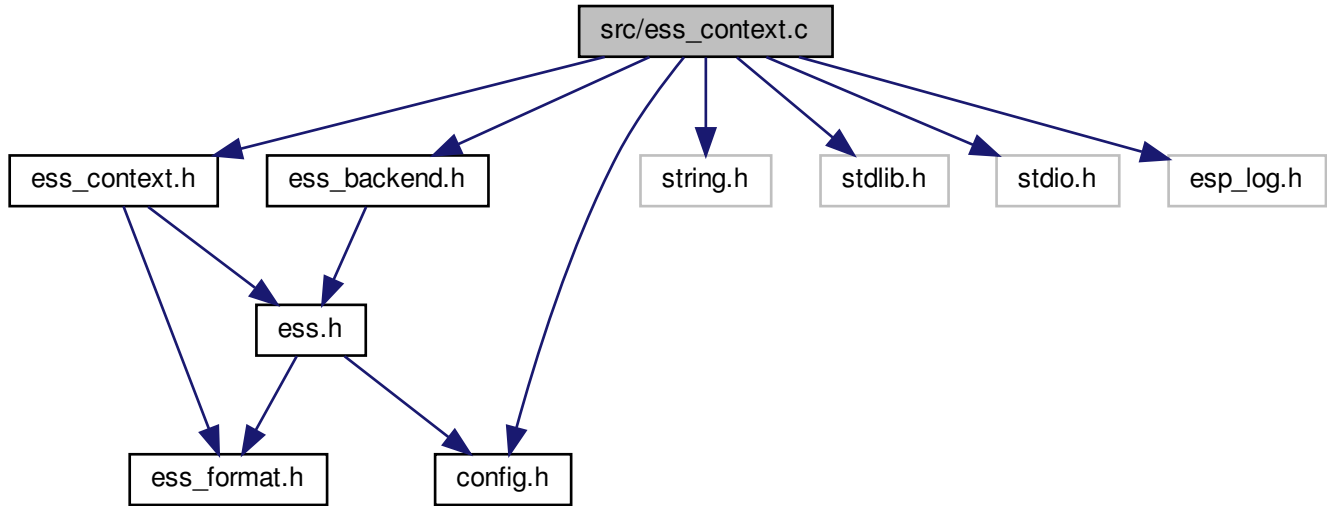 src/ess_context.c
ess_context.h
ess_backend.h
string.h
stdlib.h
stdio.h
esp_log.h
ess.h
ess_format.h
config.h